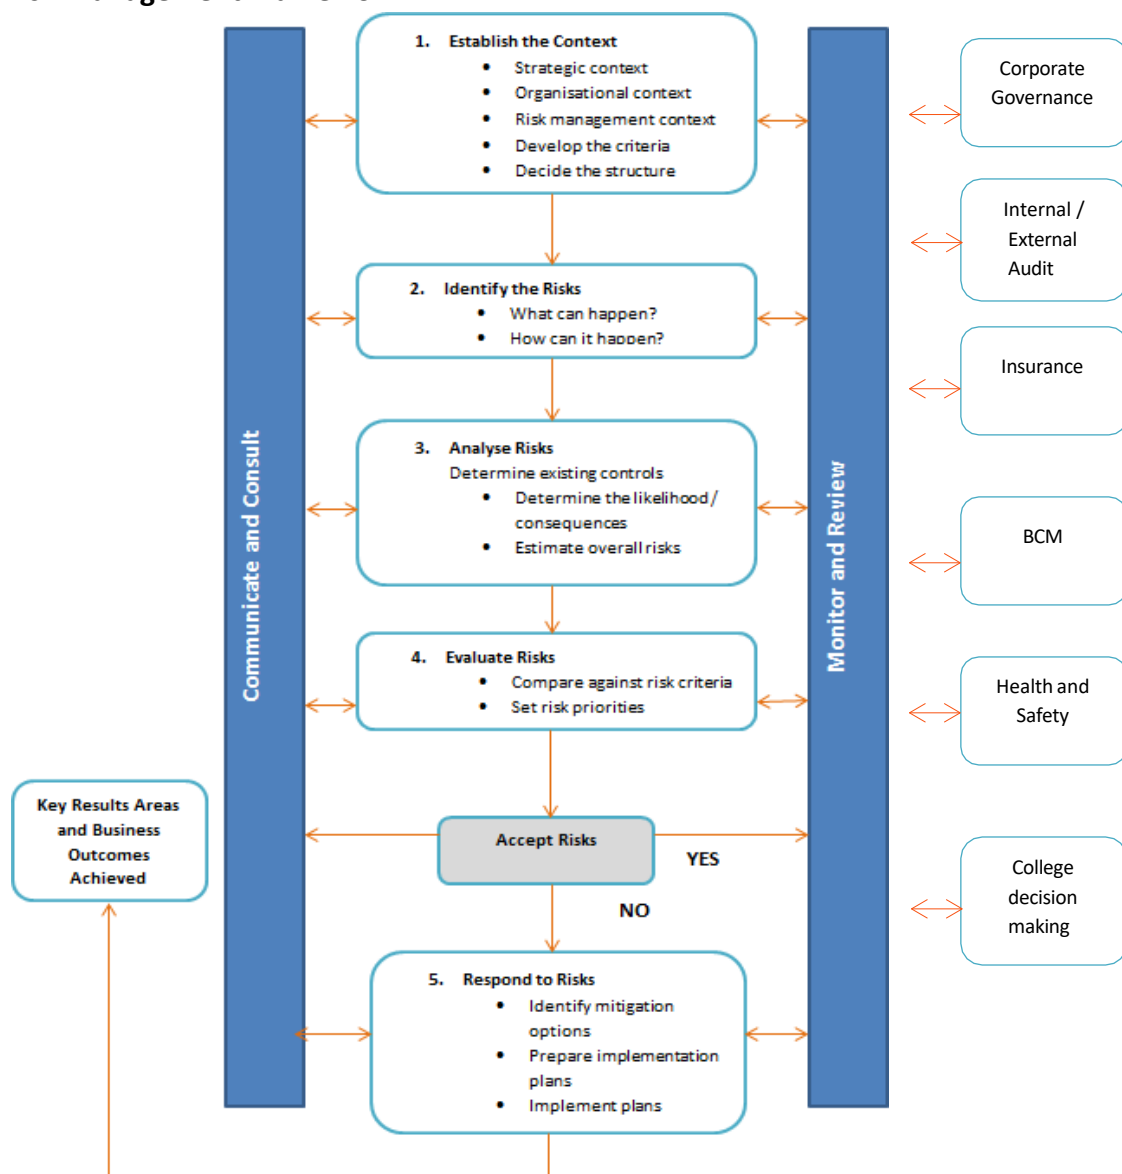 1. Establish the Context
• Strategic context
• Organisational context
• Risk management context
• Develop the criteria
• Decide the structure
2. Identify the Risks
• What can happen?
• How can it happen?
3. Analyse Risks
Determine existing controls
• Determine the likelihood /
consequences
• Estimate overall risks
4. Evaluate Risks
• Compare against risk criteria
• Set risk priorities
Accept Risks
YES
NO
5. Respond to Risks
• Identify mitigation
options
• Prepare implementation
plans
• Implement plans
Communicate and Consult
Monitor and Review
Key Results Areas
and Business
Outcomes
Achieved
Corporate
Governance
Internal /
External
Audit
Insurance
BCM
Health and
Safety
College
decision
making